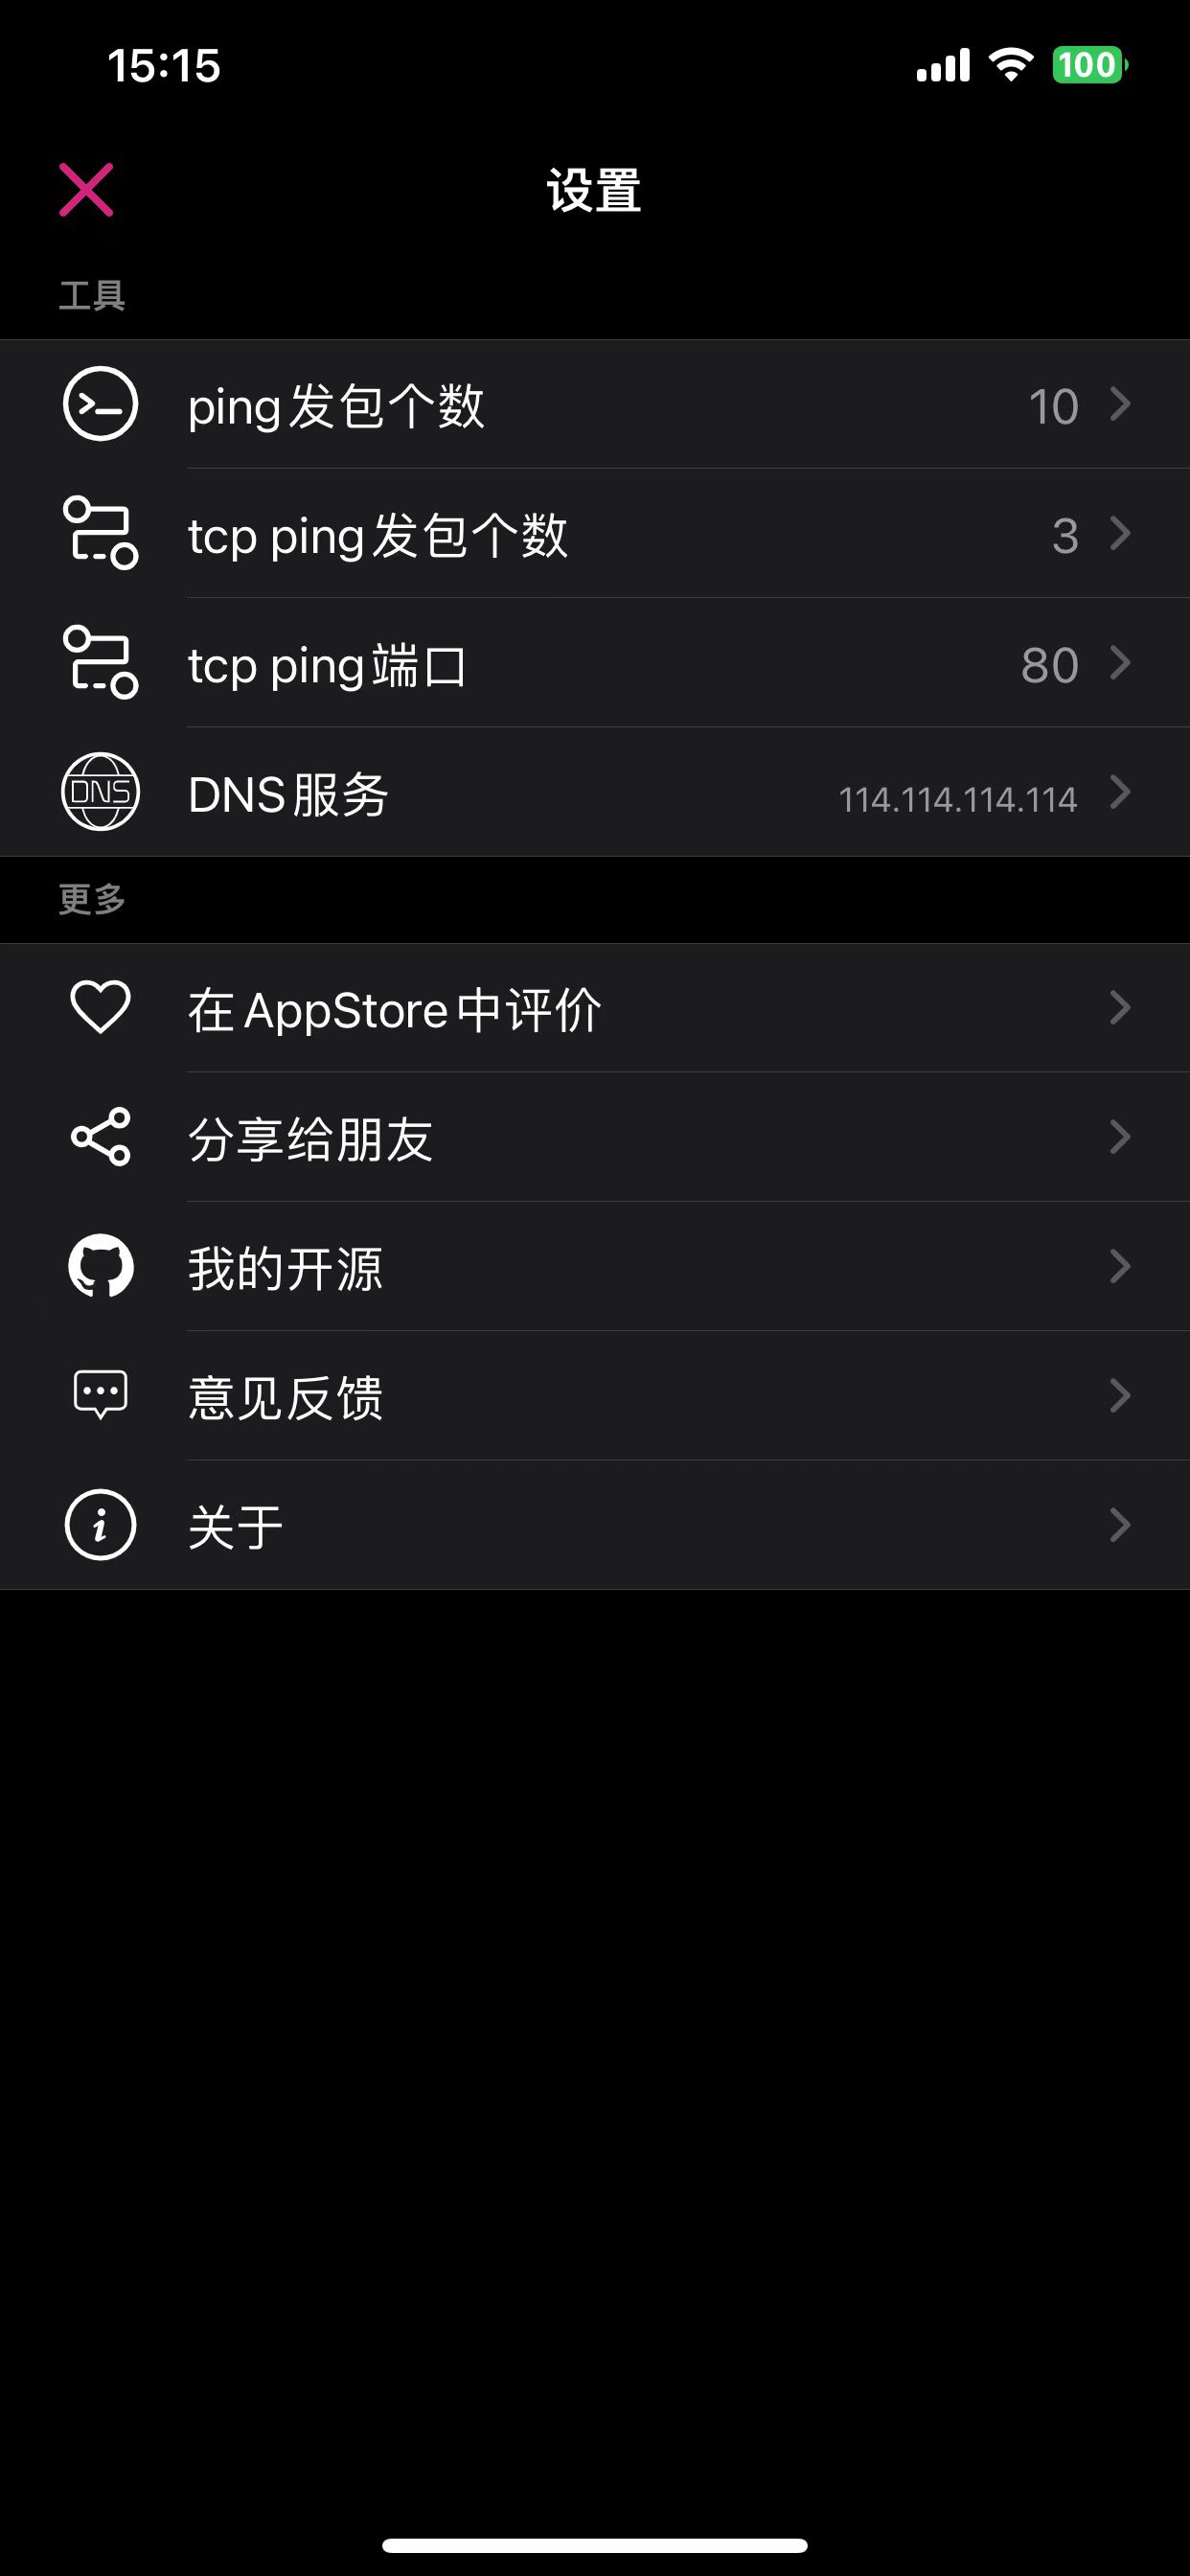 15:15
100
设置
工具
ping发包个数 10
tcp ping发包个数 3
tcp ping端口 80
DNS DNS服务 114.114.114.114
更多
在AppStore中评价
分享给朋友
我的开源
意见反馈
关于